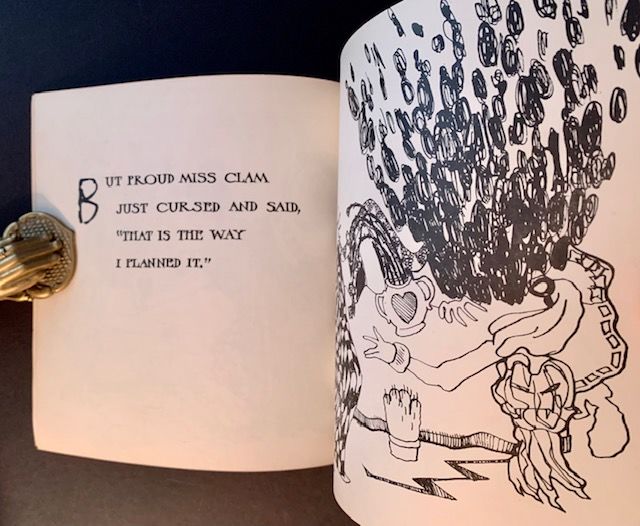 BUT PROUD MISS CLAM
JUST CURSED AND SAID,
"THAT IS THE WAY
I PLANNED IT."